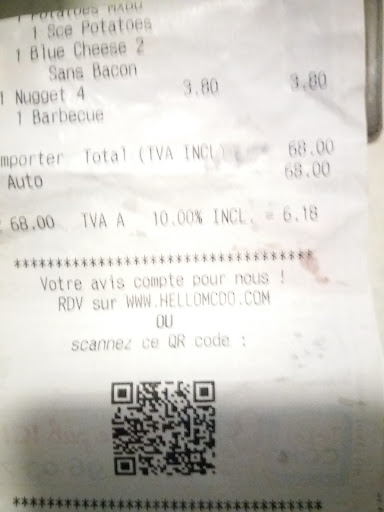 1 Potatoes
1 Sce Potatoes
1 Blue Cheese 2
Sans Bacon
1 Nugget 4 3.80 3.80
1 Barbecue
mporter Total (TVA INCL) 68.00
Auto 68.00
68.00 TVA A 10.00% INCL. = 6.18
************************************
Votre avis compte pour nous !
RDV sur WWW.HELLOMCDO.COM
OU
scannez ce QR code :
************************************